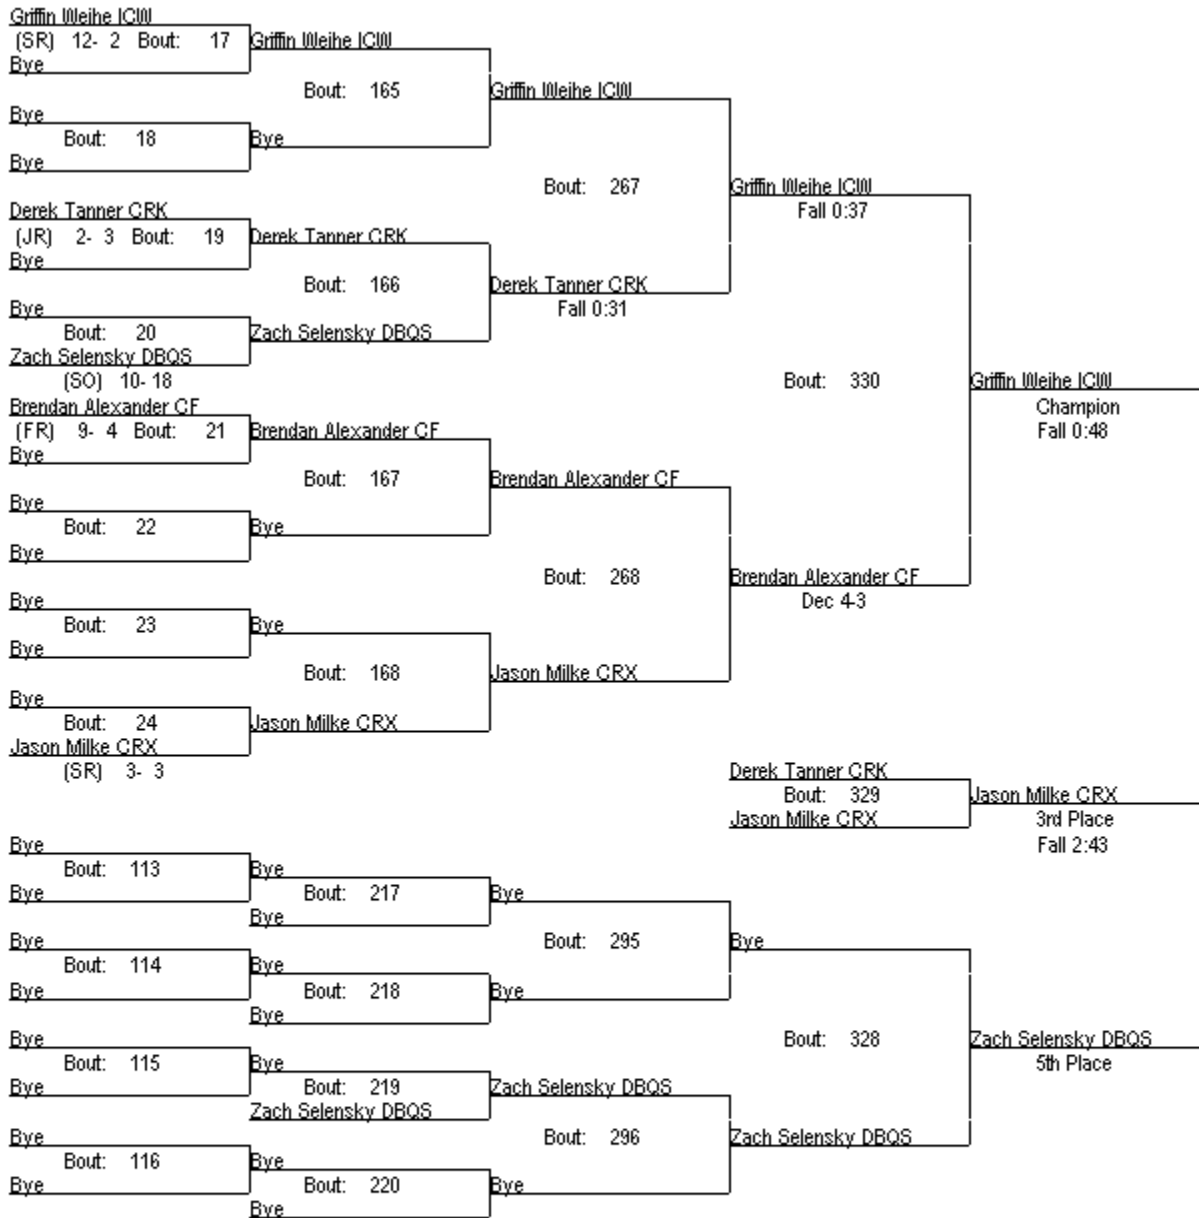 Griffin Weihe ICW
(SR) 12- 2 Bout: 17 Griffin Weihe ICW
Bye
Bout: 165 Griffin Weihe ICW
Bye
Bout: 18 Bye
Bye
Bout: 267 Griffin Weihe ICW
Derek Tanner CRK Fall 0:37
(JR) 2- 3 Bout: 19 Derek Tanner CRK
Bye
Bout: 166 Derek Tanner CRK
Bye Fall 0:31
Bout: 20 Zach Selensky DBQS
Zach Selensky DBQS
(SO) 10- 18 Bout: 330 Griffin Weihe ICW
Brendan Alexander CF Champion
(FR) 9- 4 Bout: 21 Brendan Alexander CF Fall 0:48
Bye
Bout: 167 Brendan Alexander CF
Bye
Bout: 22 Bye
Bye
Bout: 268 Brendan Alexander CF
Bye Dec 4-3
Bout: 23 Bye
Bye
Bout: 168 Jason Milke CRX
Bye
Bout: 24 Jason Milke CRX
Jason Milke CRX
(SR) 3- 3 Derek Tanner CRK
Bout: 329 Jason Milke CRX
Jason Milke CRX 3rd Place
Bye Fall 2:43
Bout: 113 Bye
Bye Bout: 217 Bye
Bye
Bye Bout: 295 Bye
Bout: 114 Bye
Bye Bout: 218 Bye
Bye
Bye Bout: 328 Zach Selensky DBQS
Bout: 115 Bye 5th Place
Bye Bout: 219 Zach Selensky DBQS
Zach Selensky DBQS
Bye Bout: 296 Zach Selensky DBQS
Bout: 116 Bye
Bye Bout: 220 Bye
Bye